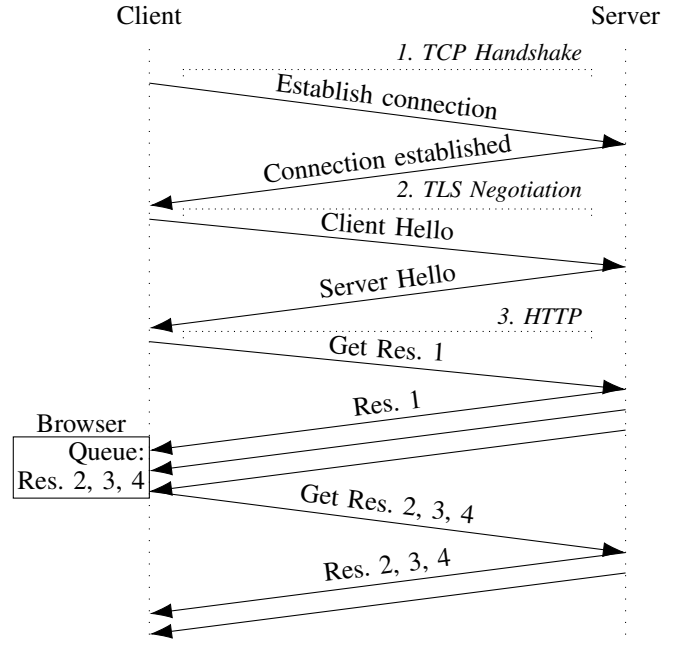 Client
Server
1. TCP Handshake
Establish connection
Connection established
2. TLS Negotiation
Client Hello
Server Hello
3. HTTP
Get Res. 1
Res. 1
Browser
Queue:
Res. 2, 3, 4
Get Res. 2, 3, 4
Res. 2, 3, 4